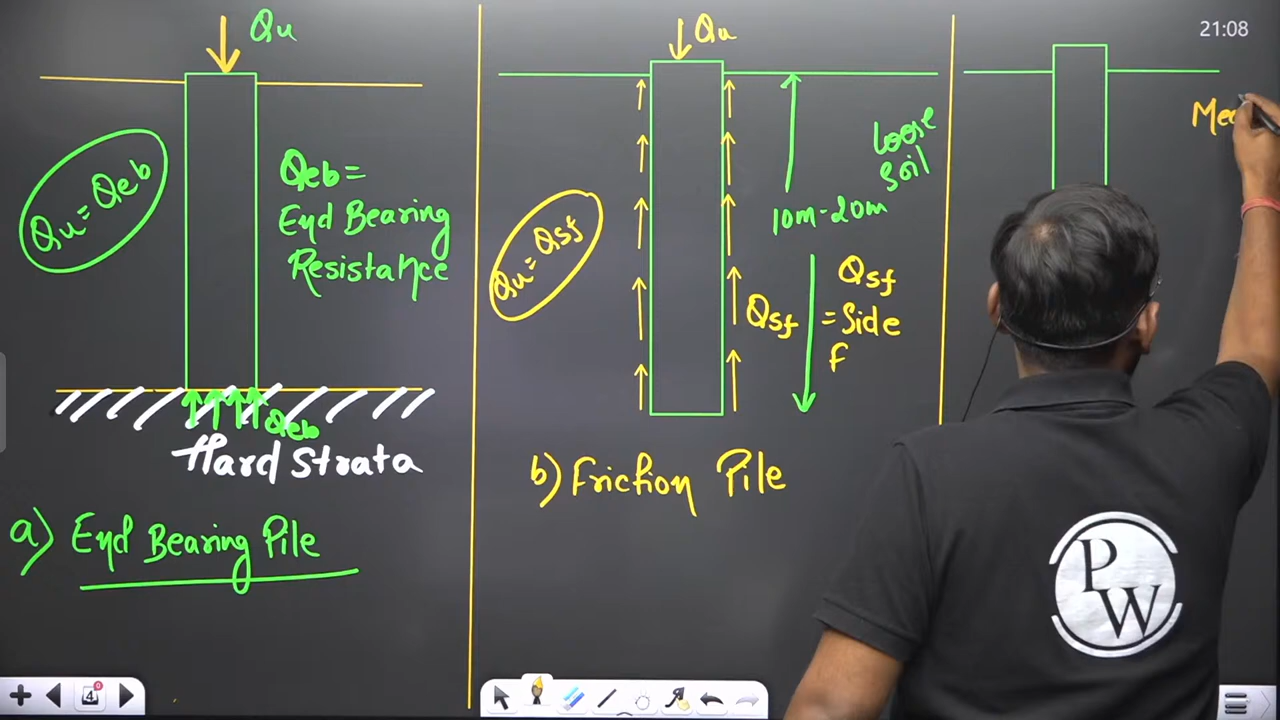 Qu
Qu = Qeb
Qeb =
End Bearing
Resistance
Qeb
Hard Strata
a) End Bearing Pile
Qu
Qu = Qsf
Loose
Soil
10m-20m
Qsf
Qsf
= Side
F
b) Friction Pile
21:08
PW
4